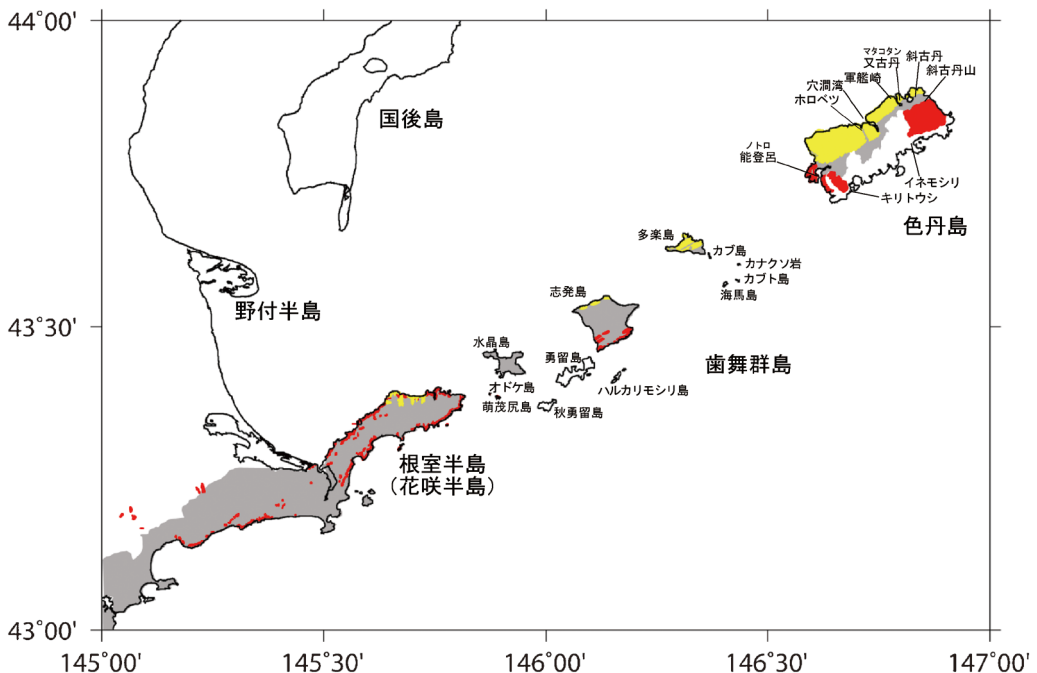 44°00'
43°30'
43°00'
145°00'
145°30'
146°00'
146°30'
147°00'
国後島
野付半島
根室半島
(花咲半島)
歯舞群島
色丹島
マタコタン
又古丹
斜古丹
軍艦崎
斜古丹山
穴澗湾
ホロベツ
ノトロ
能登呂
イネモシリ
キリトウシ
多楽島
カブ島
カナクソ岩
カブト島
海馬島
志発島
水晶島
勇留島
オドケ島
ハルカリモシリ島
萌茂尻島
秋勇留島